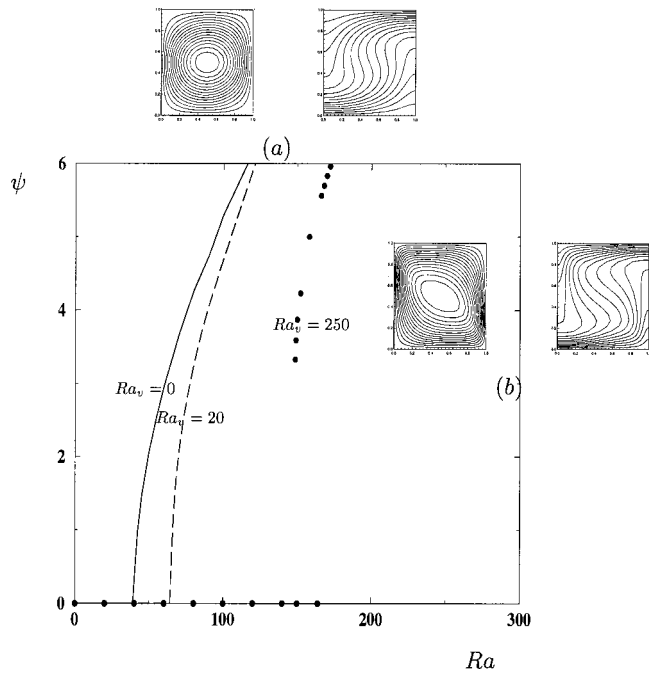 (a)
ψ
6
4
2
0
Ra_v = 0
Ra_v = 20
Ra_v = 250
(b)
0 100 200 300
Ra